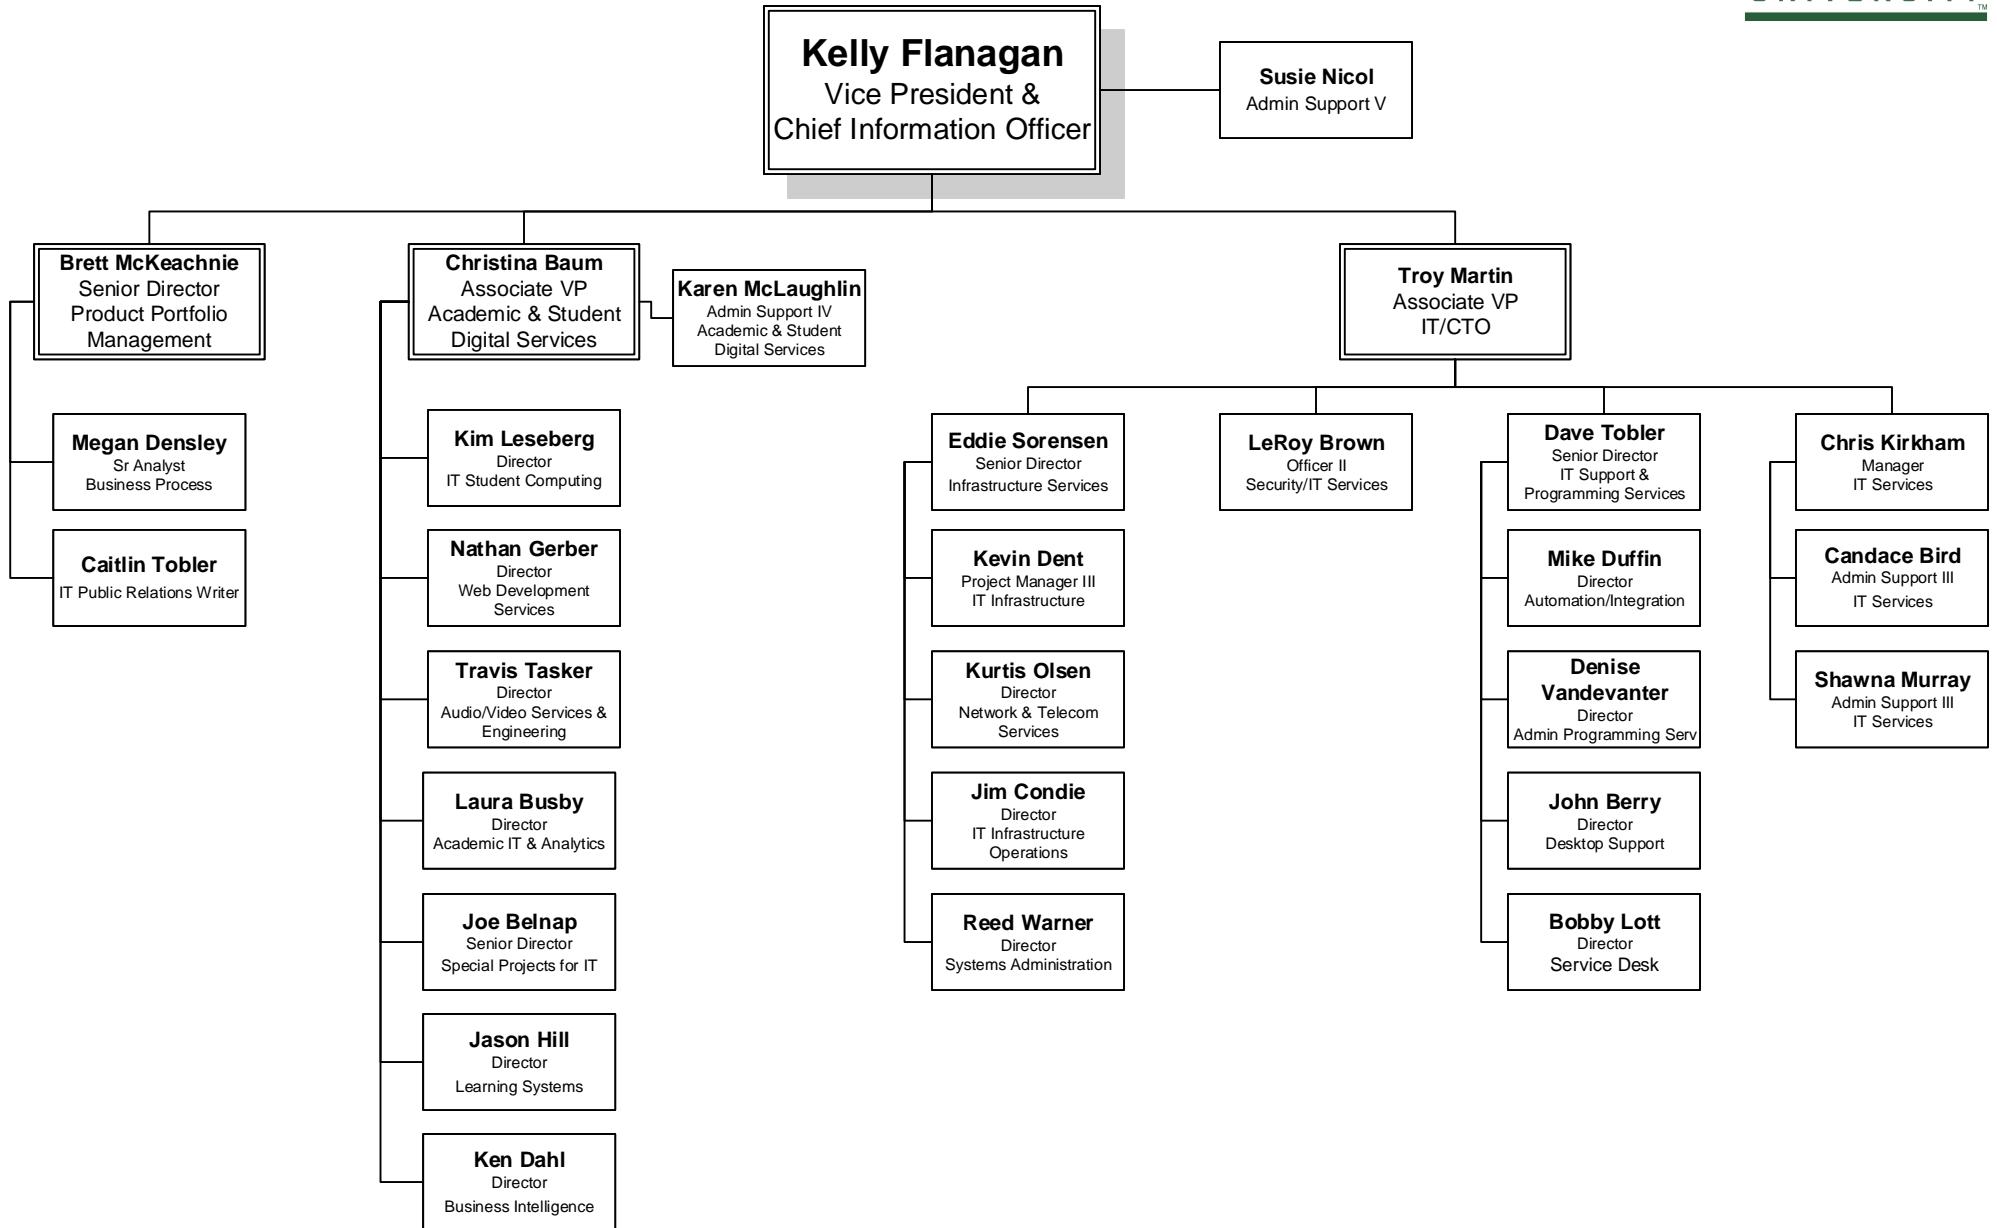 Kelly Flanagan
Vice President &
Chief Information Officer
Susie Nicol
Admin Support V
Brett McKeachnie
Senior Director
Product Portfolio
Management
Christina Baum
Associate VP
Academic & Student
Digital Services
Karen McLaughlin
Admin Support IV
Academic & Student
Digital Services
Troy Martin
Associate VP
IT/CTO
Megan Densley
Sr Analyst
Business Process
Caitlin Tobler
IT Public Relations Writer
Kim Leseberg
Director
IT Student Computing
Nathan Gerber
Director
Web Development
Services
Travis Tasker
Director
Audio/Video Services &
Engineering
Laura Busby
Director
Academic IT & Analytics
Joe Belnap
Senior Director
Special Projects for IT
Jason Hill
Director
Learning Systems
Ken Dahl
Director
Business Intelligence
Eddie Sorensen
Senior Director
Infrastructure Services
Kevin Dent
Project Manager III
IT Infrastructure
Kurtis Olsen
Director
Network & Telecom
Services
Jim Condie
Director
IT Infrastructure
Operations
Reed Warner
Director
Systems Administration
LeRoy Brown
Officer II
Security/IT Services
Dave Tobler
Senior Director
IT Support &
Programming Services
Mike Duffin
Director
Automation/Integration
Denise
Vandevanter
Director
Admin Programming Serv
John Berry
Director
Desktop Support
Bobby Lott
Director
Service Desk
Chris Kirkham
Manager
IT Services
Candace Bird
Admin Support III
IT Services
Shawna Murray
Admin Support III
IT Services